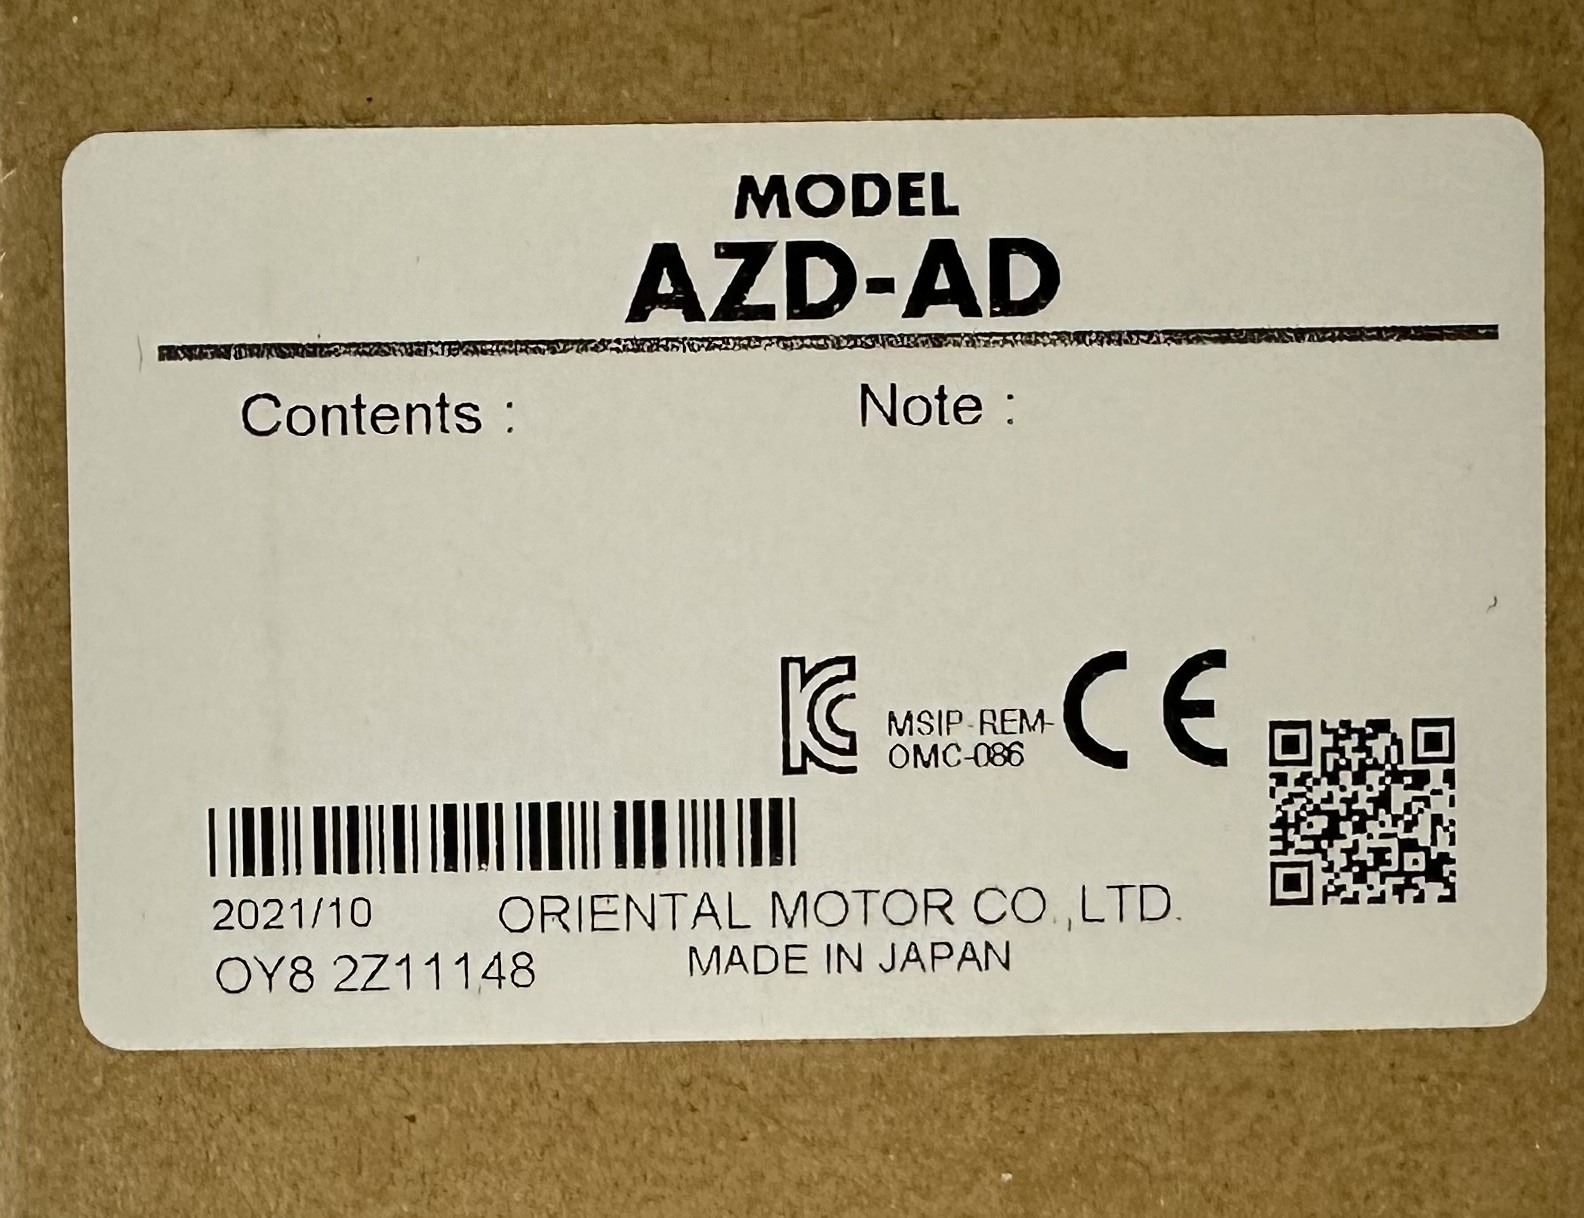 MODEL
AZD-AD
Contents :
Note :
MSIP-REM-
OMC-086
CE
2021/10
ORIENTAL MOTOR CO.,LTD.
OY8 2Z11148
MADE IN JAPAN